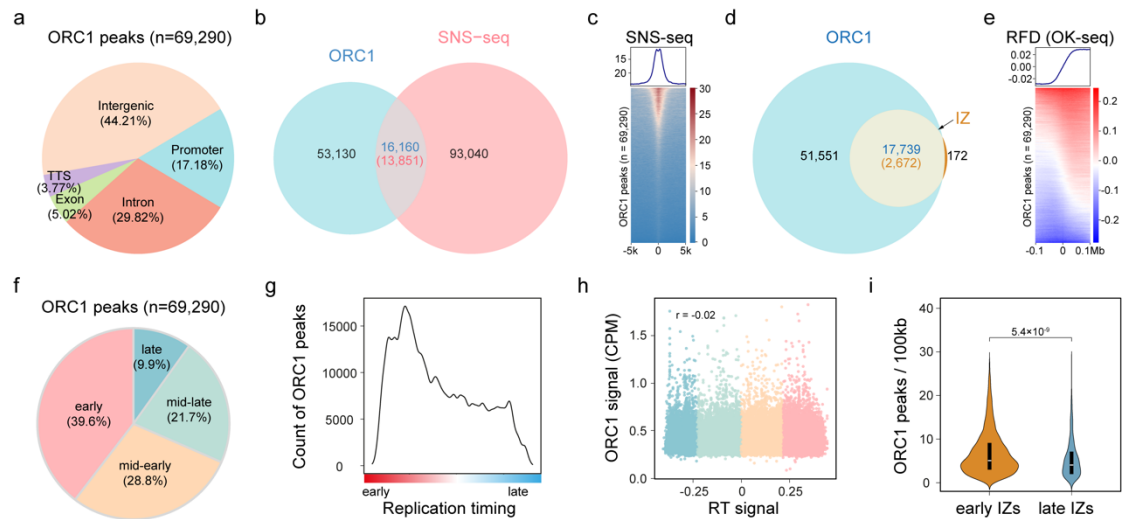 a
ORC1 peaks (n=69,290)
Intergenic
(44.21%)
Promoter
(17.18%)
TTS
(3.77%)
Exon
(5.02%)
Intron
(29.82%)
b
ORC1
SNS-seq
53,130
16,160
(13,851)
93,040
c
SNS-seq
20
15
ORC1 peaks (n = 69,290)
30
25
20
15
10
5
0
-5k
0
5k
d
ORC1
IZ
51,551
17,739
(2,672)
172
e
RFD (OK-seq)
0.02
0.00
-0.02
ORC1 peaks (n = 69,290)
0.2
0.1
0.0
-0.1
-0.2
-0.1
0
0.1Mb
f
ORC1 peaks (n=69,290)
late
(9.9%)
mid-late
(21.7%)
early
(39.6%)
mid-early
(28.8%)
g
Count of ORC1 peaks
15000
10000
5000
0
early
late
Replication timing
h
ORC1 signal (CPM)
2.0
1.5
1.0
0.5
0
r = -0.02
-0.25
0
0.25
RT signal
i
ORC1 peaks / 100kb
40
30
20
10
0
5.4×10⁻⁹
early IZs
late IZs